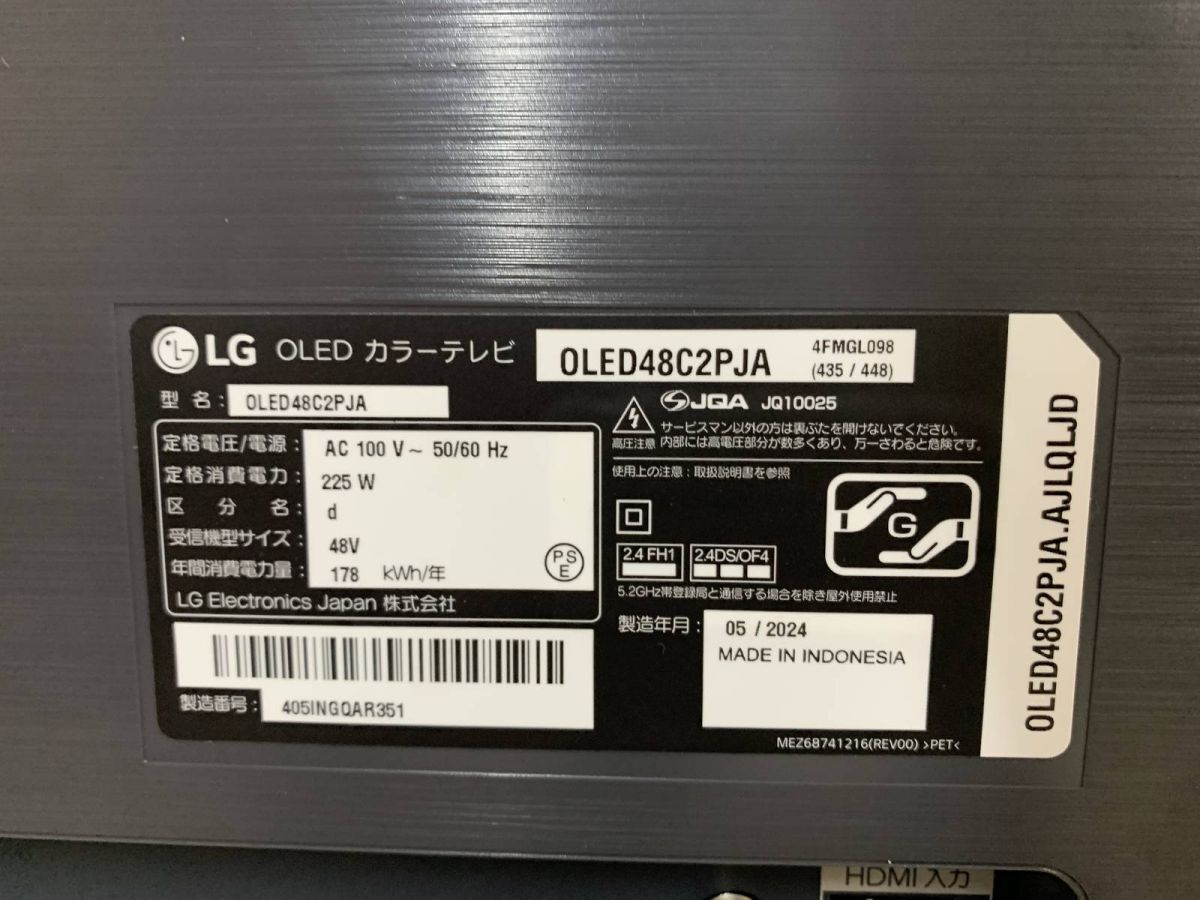 LG OLED カラーテレビ
OLED48C2PJA
4FMGL098
(435 / 448)
型 名 : OLED48C2PJA
定格電圧/電源 : AC 100 V ~ 50/60 Hz
定格消費電力 : 225 W
区 分 名 : d
受信機型サイズ : 48V
年間消費電力量 : 178 kWh/年
PSE
LG Electronics Japan 株式会社
製造番号 : 405INGQAR351
JQA JQ10025
高圧注意
サービスマン以外の方は裏ぶたを開けないでください。
内部には高電圧部分が数多くあり、万一さわると危険です。
使用上の注意 : 取扱説明書を参照
G
2.4 FH1
2.4DS/OF4
5.2GHz帯登録局と通信する場合を除き屋外使用禁止
製造年月 : 05 / 2024
MADE IN INDONESIA
MEZ68741216(REV00) >PET<
OLED48C2PJA.AJLQLJD
HDMI 入力